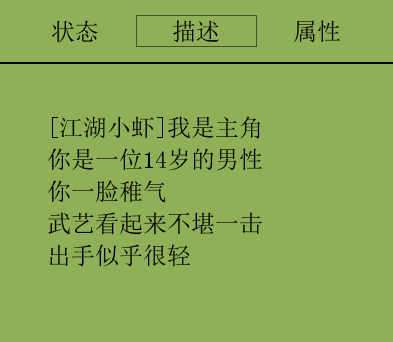 状态 描述 属性
[江湖小虾]我是主角
你是一位14岁的男性
你一脸稚气
武艺看起来不堪一击
出手似乎很轻